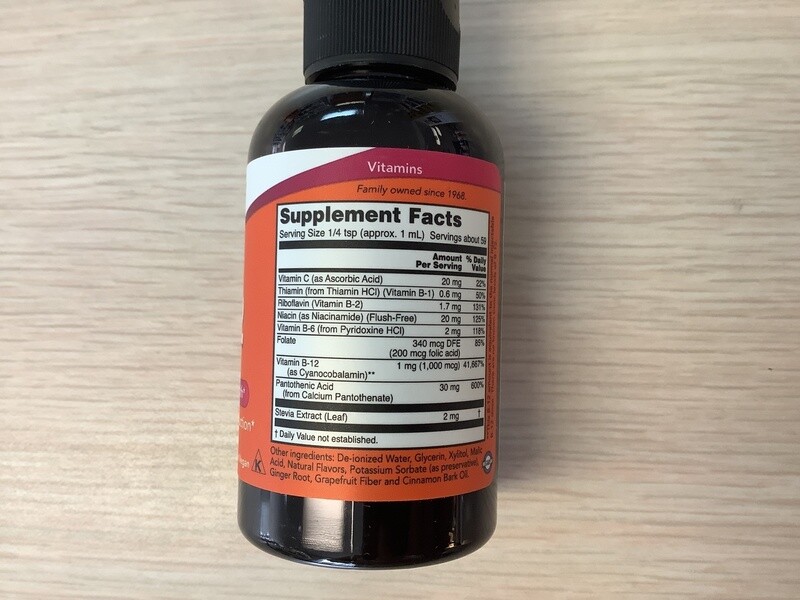 Vitamins
Family owned since 1968.
Supplement Facts
Serving Size 1/4 tsp (approx. 1 mL) Servings about 59
Amount Per Serving % Daily Value
Vitamin C (as Ascorbic Acid) 20 mg 22%
Thiamin (from Thiamin HCl) (Vitamin B-1) 0.6 mg 50%
Riboflavin (Vitamin B-2) 1.7 mg 131%
Niacin (as Niacinamide) (Flush-Free) 20 mg 125%
Vitamin B-6 (from Pyridoxine HCl) 2 mg 118%
Folate 340 mcg DFE 85%
(200 mcg folic acid)
Vitamin B-12 1 mg (1,000 mcg) 41,667%
(as Cyanocobalamin)**
Pantothenic Acid 30 mg 600%
(from Calcium Pantothenate)
Stevia Extract (Leaf) 2 mg †
† Daily Value not established.
Other ingredients: De-ionized Water, Glycerin, Xylitol, Malic
Acid, Natural Flavors, Potassium Sorbate (as preservative),
Ginger Root, Grapefruit Fiber and Cinnamon Bark Oil.
K